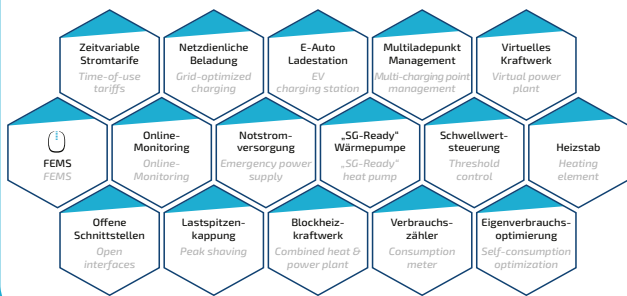 Zeitvariable
Stromtarife
Time-of-use
tariffs
Netzdienliche
Beladung
Grid-optimized
charging
E-Auto
Ladestation
EV
charging station
Multiladepunkt
Management
Multi-charging point
management
Virtuelles
Kraftwerk
Virtual power
plant
FEMS
FEMS
Online-
Monitoring
Online-
Monitoring
Notstrom-
versorgung
Emergency power
supply
„SG-Ready“
Wärmepumpe
„SG-Ready“
heat pump
Schwellwert-
steuerung
Threshold
control
Heizstab
Heating
element
Offene
Schnittstellen
Open
interfaces
Lastspitzen-
kappung
Peak shaving
Blockheiz-
kraftwerk
Combined heat &
power plant
Verbrauchs-
zähler
Consumption
meter
Eigenverbrauchs-
optimierung
Self-consumption
optimization